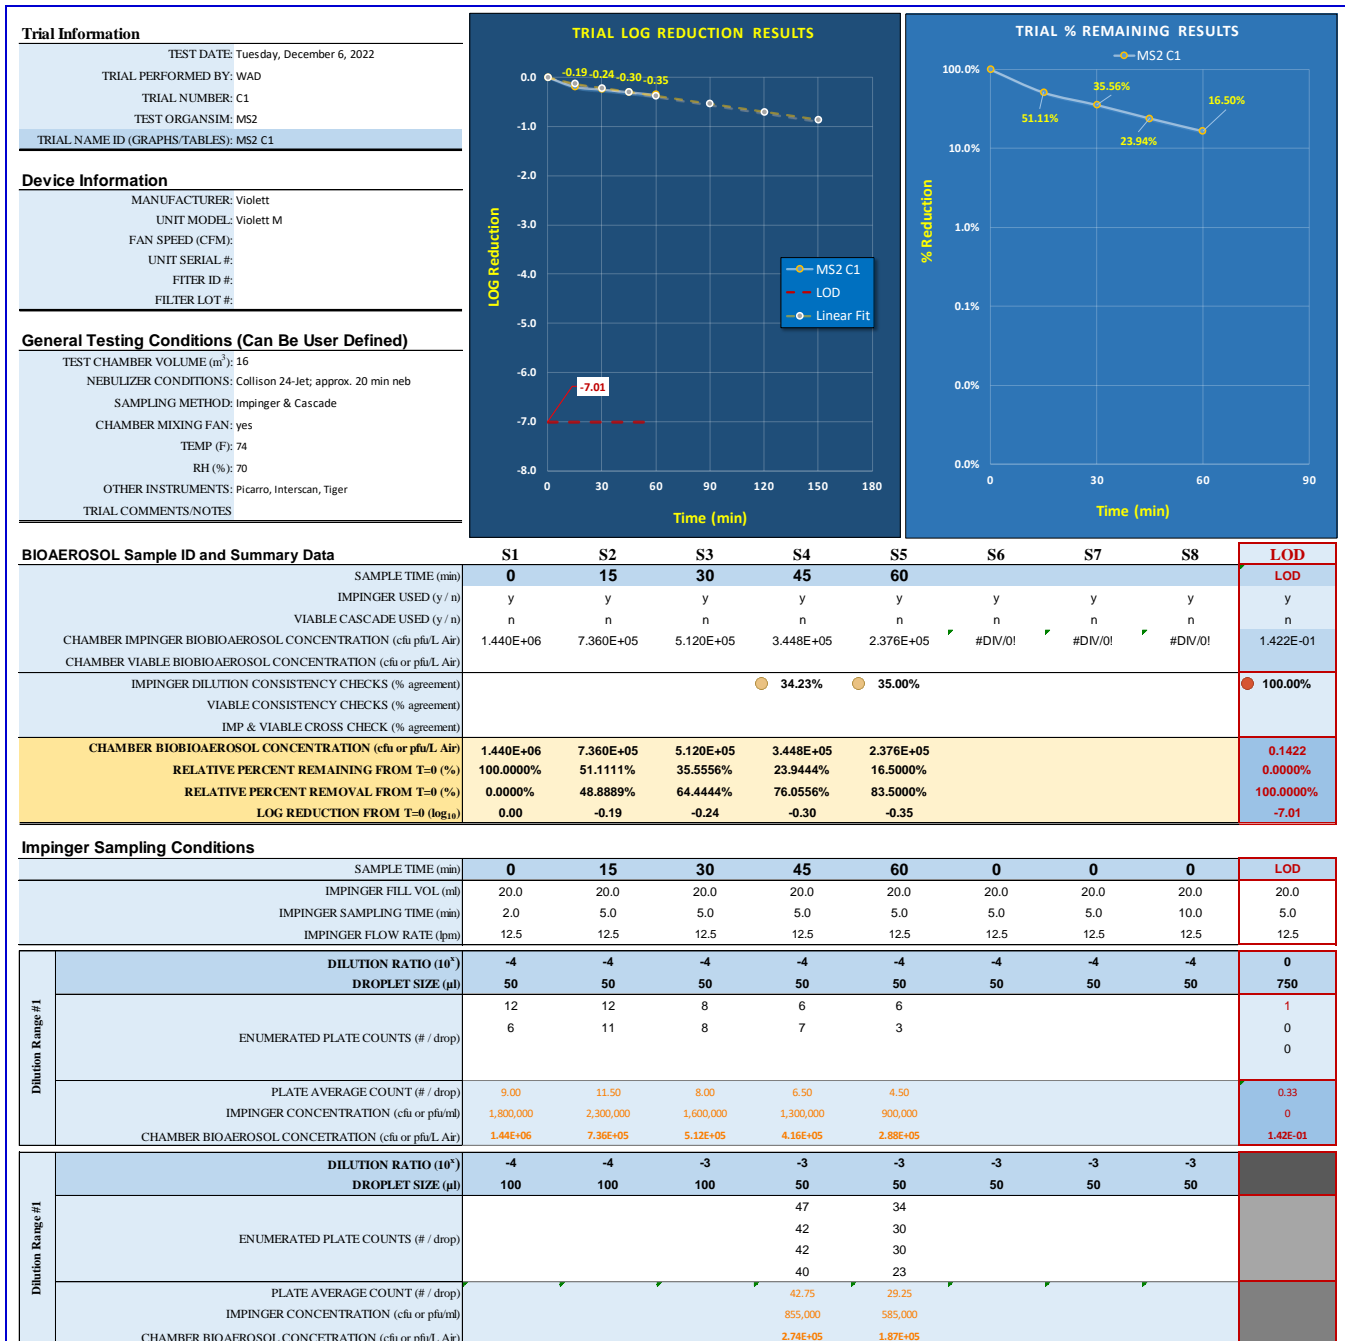 Trial Information
TEST DATE: Tuesday, December 6, 2022
TRIAL PERFORMED BY: WAD
TRIAL NUMBER: C1
TEST ORGANSIM: MS2
TRIAL NAME ID (GRAPHS/TABLES): MS2 C1
Device Information
MANUFACTURER: Violett
UNIT MODEL: Violett M
FAN SPEED (CFM):
UNIT SERIAL #:
FITER ID #:
FILTER LOT #:
General Testing Conditions (Can Be User Defined)
TEST CHAMBER VOLUME (m³): 16
NEBULIZER CONDITIONS: Collison 24-Jet; approx. 20 min neb
SAMPLING METHOD: Impinger & Cascade
CHAMBER MIXING FAN: yes
TEMP (F): 74
RH (%): 70
OTHER INSTRUMENTS: Picarro, Interscan, Tiger
TRIAL COMMENTS/NOTES
TRIAL LOG REDUCTION RESULTS
-0.19 -0.24 -0.30 -0.35
0.0
-1.0
-2.0
-3.0
-4.0
-5.0
-6.0
-7.0
-8.0
LOG Reduction
MS2 C1
LOD
Linear Fit
-7.01
0 30 60 90 120 150 180
Time (min)
TRIAL % REMAINING RESULTS
MS2 C1
100.0%
10.0%
1.0%
0.1%
0.0%
0.0%
% Reduction
51.11%
35.56%
23.94%
16.50%
0 30 60 90
Time (min)
BIOAEROSOL Sample ID and Summary Data S1 S2 S3 S4 S5 S6 S7 S8 LOD
SAMPLE TIME (min) 0 15 30 45 60 LOD
IMPINGER USED (y / n) y y y y y y y y y
VIABLE CASCADE USED (y / n) n n n n n n n n n
CHAMBER IMPINGER BIOBIOAEROSOL CONCENTRATION (cfu pfu/L Air) 1.440E+06 7.360E+05 5.120E+05 3.448E+05 2.376E+05 #DIV/0! #DIV/0! #DIV/0! 1.422E-01
CHAMBER VIABLE BIOBIOAEROSOL CONCENTRATION (cfu or pfu/L Air)
IMPINGER DILUTION CONSISTENCY CHECKS (% agreement) 34.23% 35.00% 100.00%
VIABLE CONSISTENCY CHECKS (% agreement)
IMP & VIABLE CROSS CHECK (% agreement)
CHAMBER BIOBIOAEROSOL CONCENTRATION (cfu or pfu/L Air) 1.440E+06 7.360E+05 5.120E+05 3.448E+05 2.376E+05 0.1422
RELATIVE PERCENT REMAINING FROM T=0 (%) 100.0000% 51.1111% 35.5556% 23.9444% 16.5000% 0.0000%
RELATIVE PERCENT REMOVAL FROM T=0 (%) 0.0000% 48.8889% 64.4444% 76.0556% 83.5000% 100.0000%
LOG REDUCTION FROM T=0 (log₁₀) 0.00 -0.19 -0.24 -0.30 -0.35 -7.01
Impinger Sampling Conditions
SAMPLE TIME (min) 0 15 30 45 60 0 0 0 LOD
IMPINGER FILL VOL (ml) 20.0 20.0 20.0 20.0 20.0 20.0 20.0 20.0 20.0
IMPINGER SAMPLING TIME (min) 2.0 5.0 5.0 5.0 5.0 5.0 5.0 10.0 5.0
IMPINGER FLOW RATE (lpm) 12.5 12.5 12.5 12.5 12.5 12.5 12.5 12.5 12.5
Dilution Range #1
DILUTION RATIO (10ˣ) -4 -4 -4 -4 -4 -4 -4 -4 0
DROPLET SIZE (µl) 50 50 50 50 50 50 50 50 750
ENUMERATED PLATE COUNTS (# / drop)
12 12 8 6 6 1
6 11 8 7 3 0
0
PLATE AVERAGE COUNT (# / drop) 9.00 11.50 8.00 6.50 4.50 0.33
IMPINGER CONCENTRATION (cfu or pfu/ml) 1,800,000 2,300,000 1,600,000 1,300,000 900,000 0
CHAMBER BIOAEROSOL CONCETRATION (cfu or pfu/L Air) 1.44E+06 7.36E+05 5.12E+05 4.16E+05 2.88E+05 1.42E-01
Dilution Range #1
DILUTION RATIO (10ˣ) -4 -4 -3 -3 -3 -3 -3 -3
DROPLET SIZE (µl) 100 100 100 50 50 50 50 50
ENUMERATED PLATE COUNTS (# / drop)
47 34
42 30
42 30
40 23
PLATE AVERAGE COUNT (# / drop) 42.75 29.25
IMPINGER CONCENTRATION (cfu or pfu/ml) 855,000 585,000
CHAMBER BIOAEROSOL CONCETRATION (cfu or pfu/L Air) 2.74E+05 1.87E+05